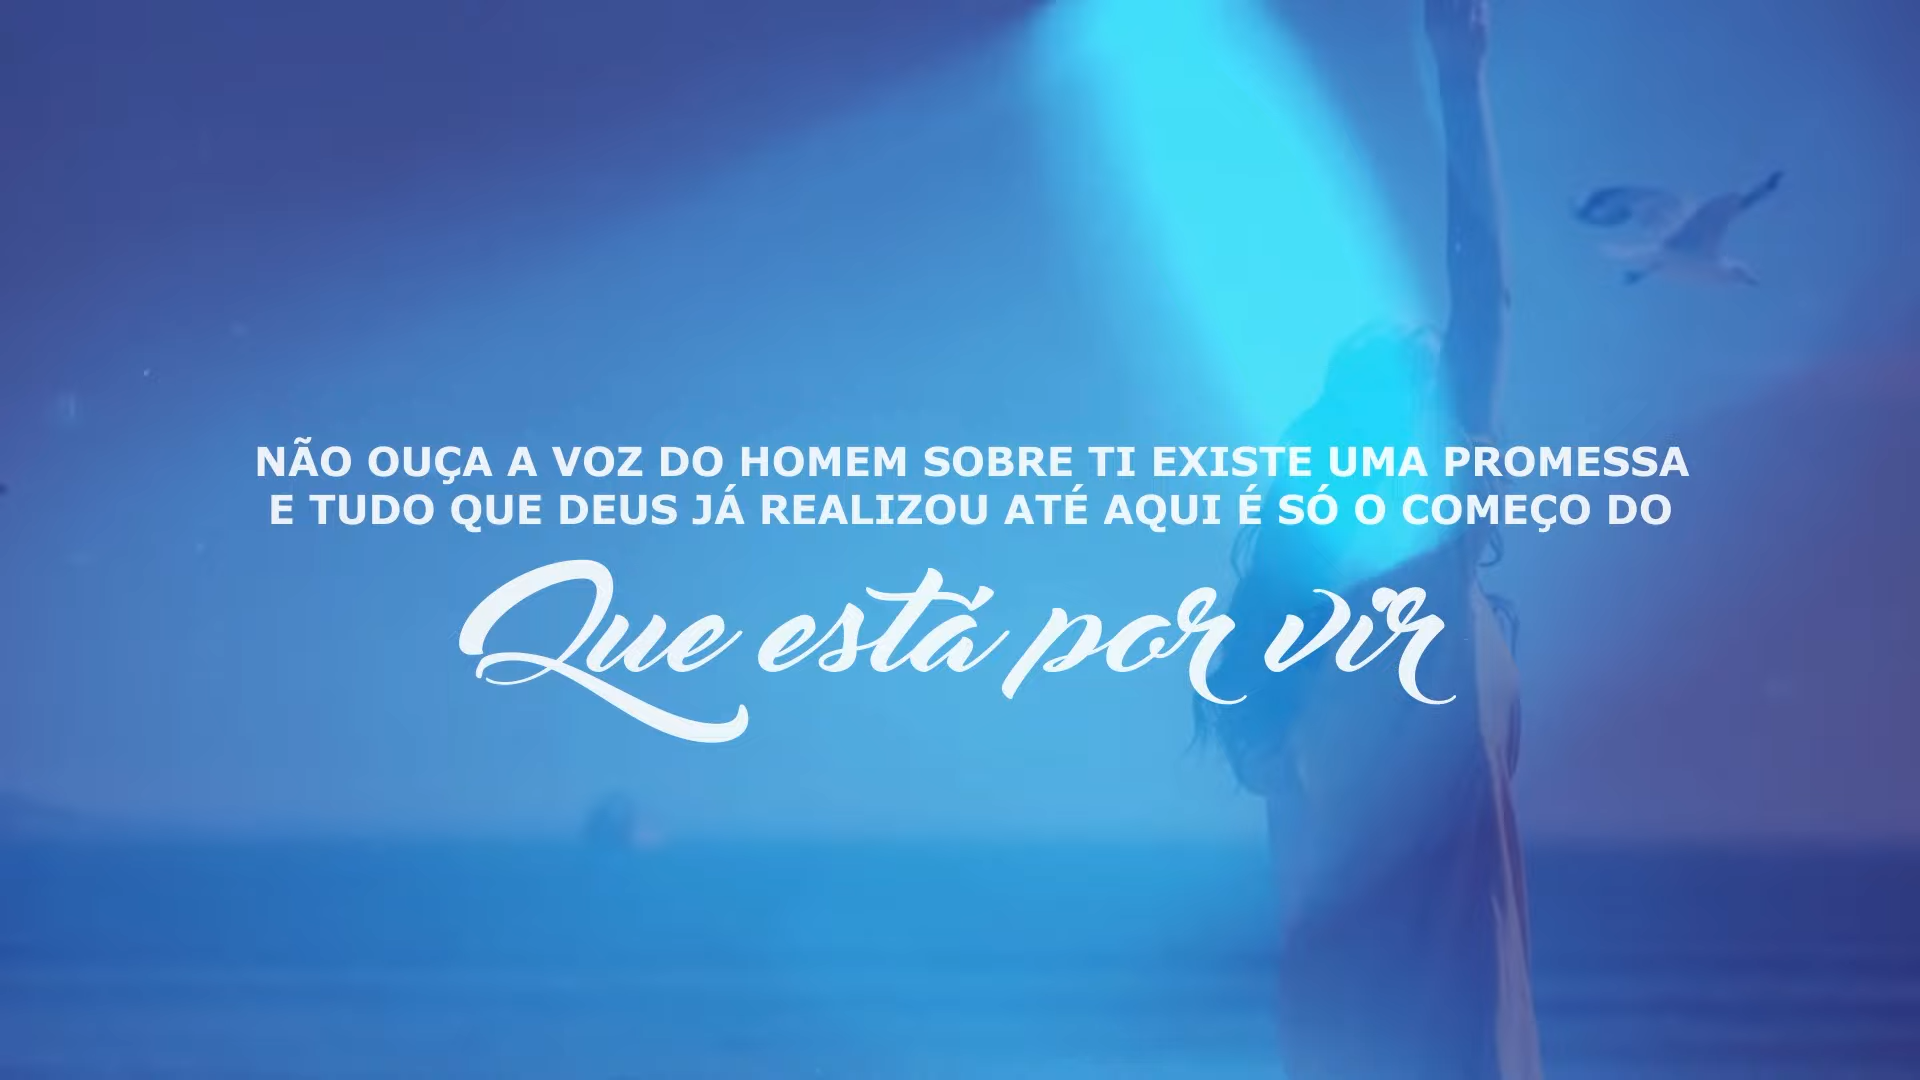 NÃO OUÇA A VOZ DO HOMEM SOBRE TI EXISTE UMA PROMESSA
E TUDO QUE DEUS JÁ REALIZOU ATÉ AQUI É SÓ O COMEÇO DO
Que está por vir